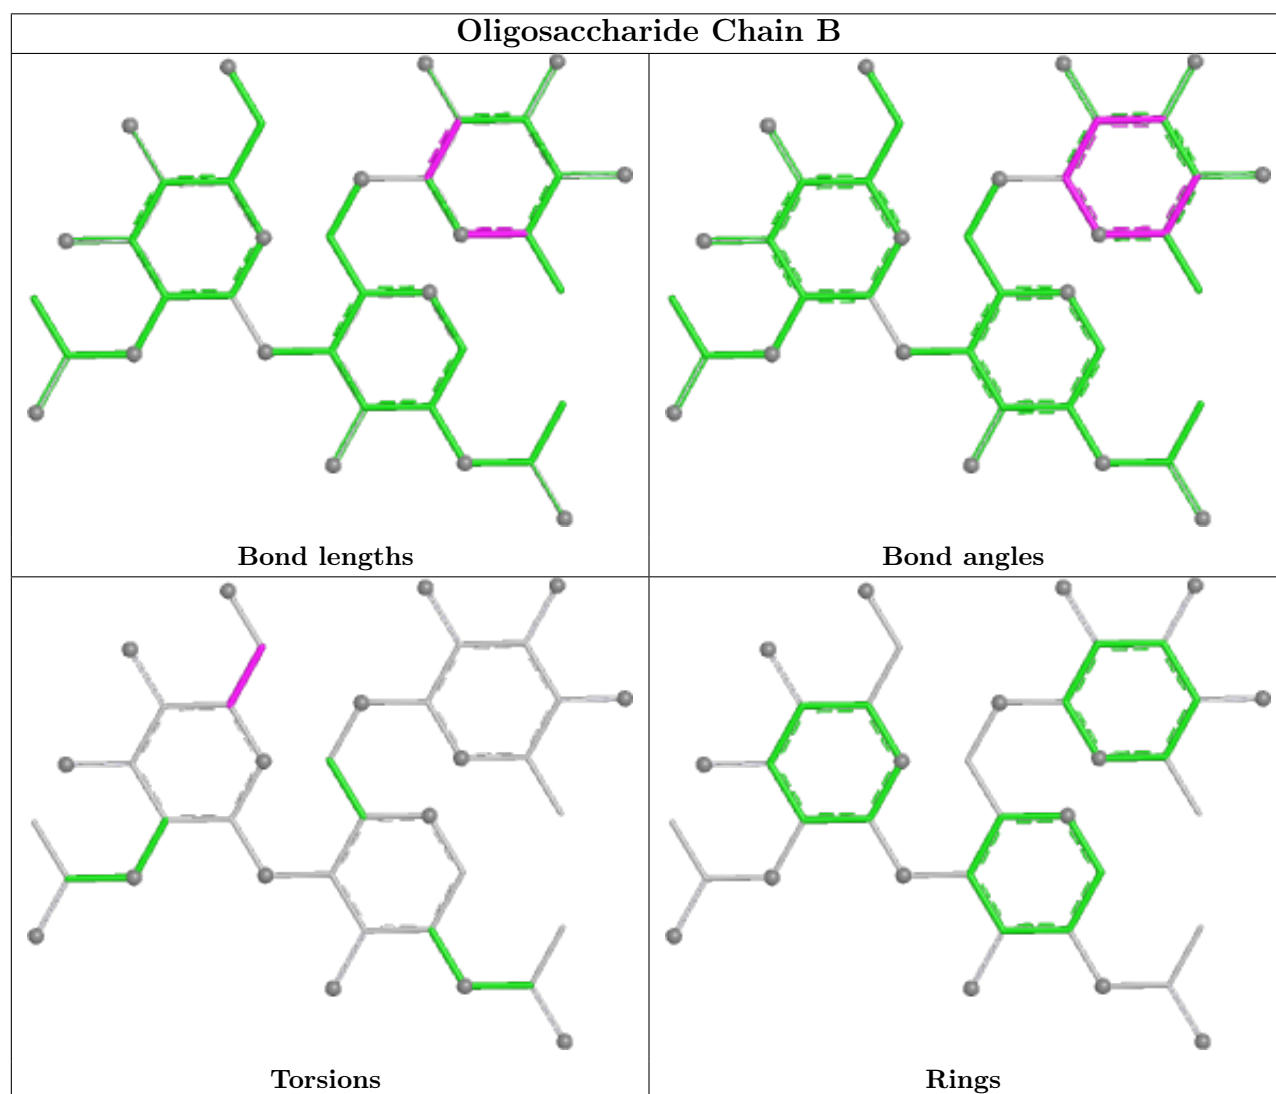 Oligosaccharide Chain B
Bond lengths
Bond angles
Torsions
Rings